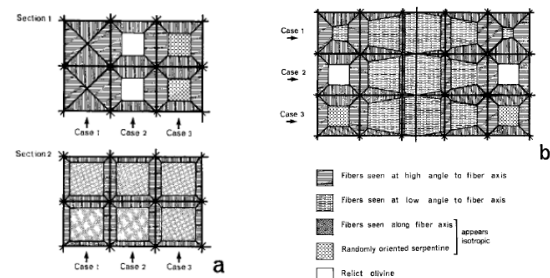 Section 1
Case 1
Case 2
Case 3
Section 2
Case 1
Case 2
Case 3
a
Case 1
Case 2
Case 3
b
Fibers seen at high angle to fiber axis
Fibers seen at low angle to fiber axis
Fibers seen along fiber axis
Randomly oriented serpentine
appears
isotropic
Relict olivine